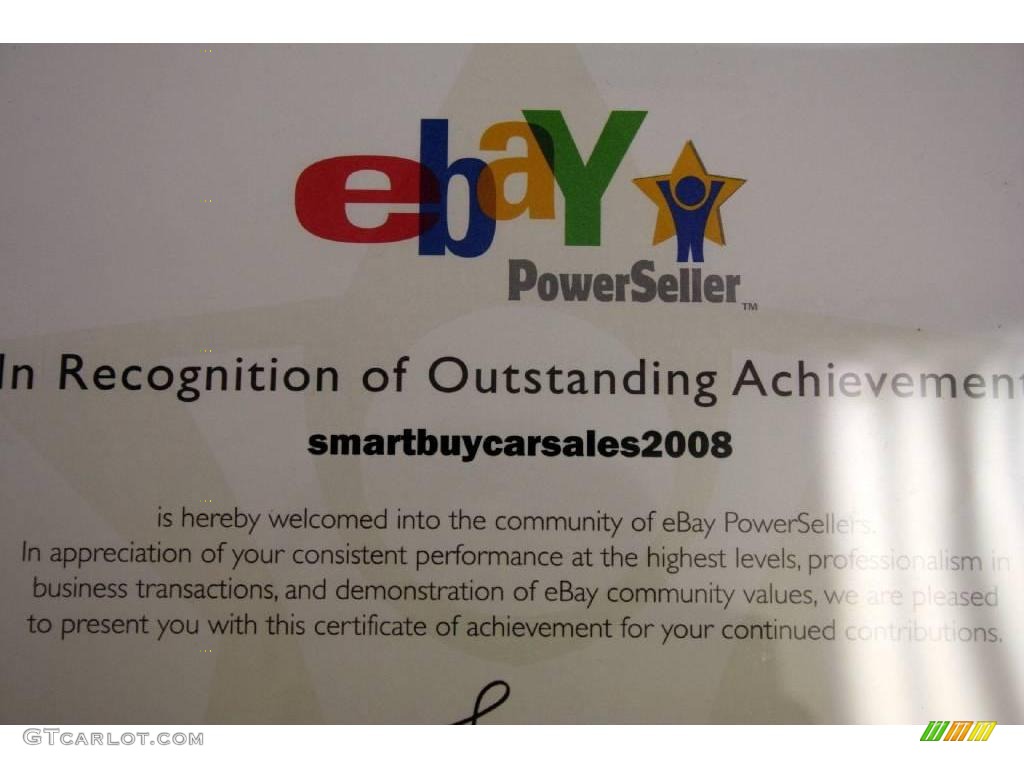 ebaY
PowerSeller™
In Recognition of Outstanding Achievement
smartbuycarsales2008
is hereby welcomed into the community of eBay PowerSellers.
In appreciation of your consistent performance at the highest levels, professionalism in
business transactions, and demonstration of eBay community values, we are pleased
to present you with this certificate of achievement for your continued contributions.
GTcarlot.com